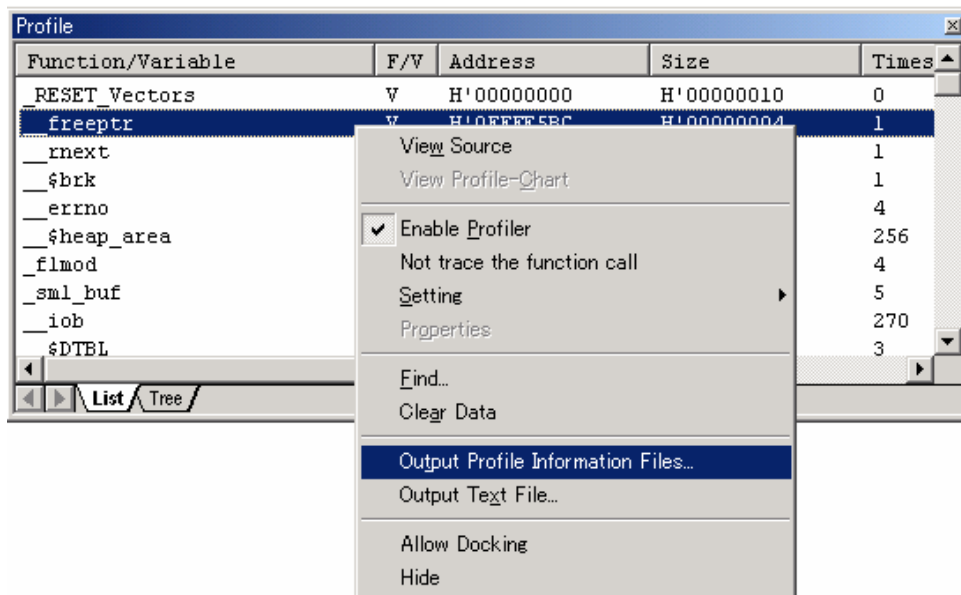 Profile
Function/Variable F/V Address Size Times
_RESET_Vectors V H'00000000 H'00000010 0
__freeptr V H'0FFFE5BC H'00000004 1
__rnext 1
__$brk 1
__errno 4
__$heap_area 256
_flmod 4
_sml_buf 5
__iob 270
__$DTBL 3
List Tree
View Source
View Profile-Chart
Enable Profiler
Not trace the function call
Setting
Properties
Find...
Clear Data
Output Profile Information Files...
Output Text File...
Allow Docking
Hide